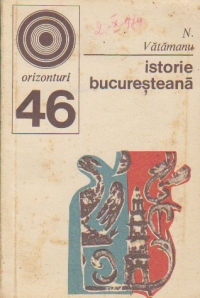 N.
Vătămanu
istorie
bucureșteană
orizonturi
46